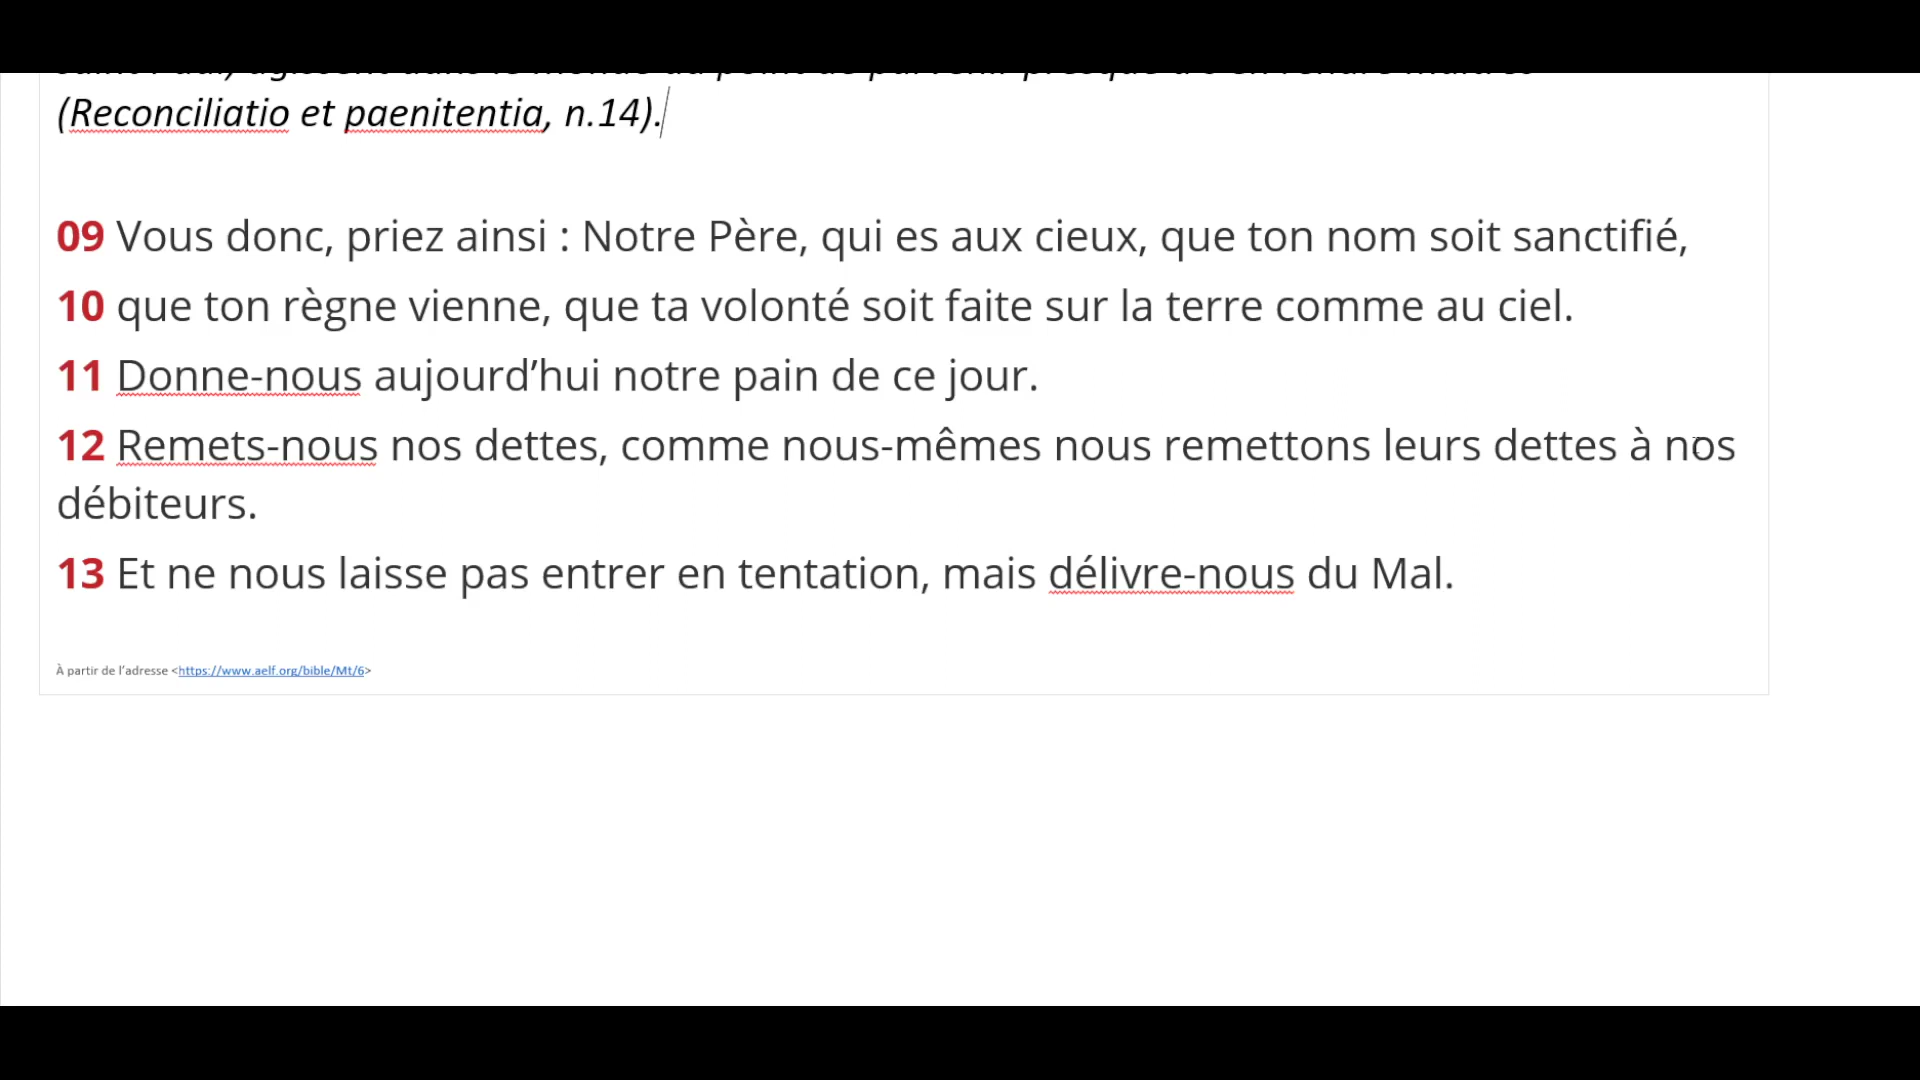 (Reconciliatio et paenitentia, n.14).
09 Vous donc, priez ainsi : Notre Père, qui es aux cieux, que ton nom soit sanctifié,
10 que ton règne vienne, que ta volonté soit faite sur la terre comme au ciel.
11 Donne-nous aujourd’hui notre pain de ce jour.
12 Remets-nous nos dettes, comme nous-mêmes nous remettons leurs dettes à nos
débiteurs.
13 Et ne nous laisse pas entrer en tentation, mais délivre-nous du Mal.
À partir de l’adresse <https://www.aelf.org/bible/Mt/6>